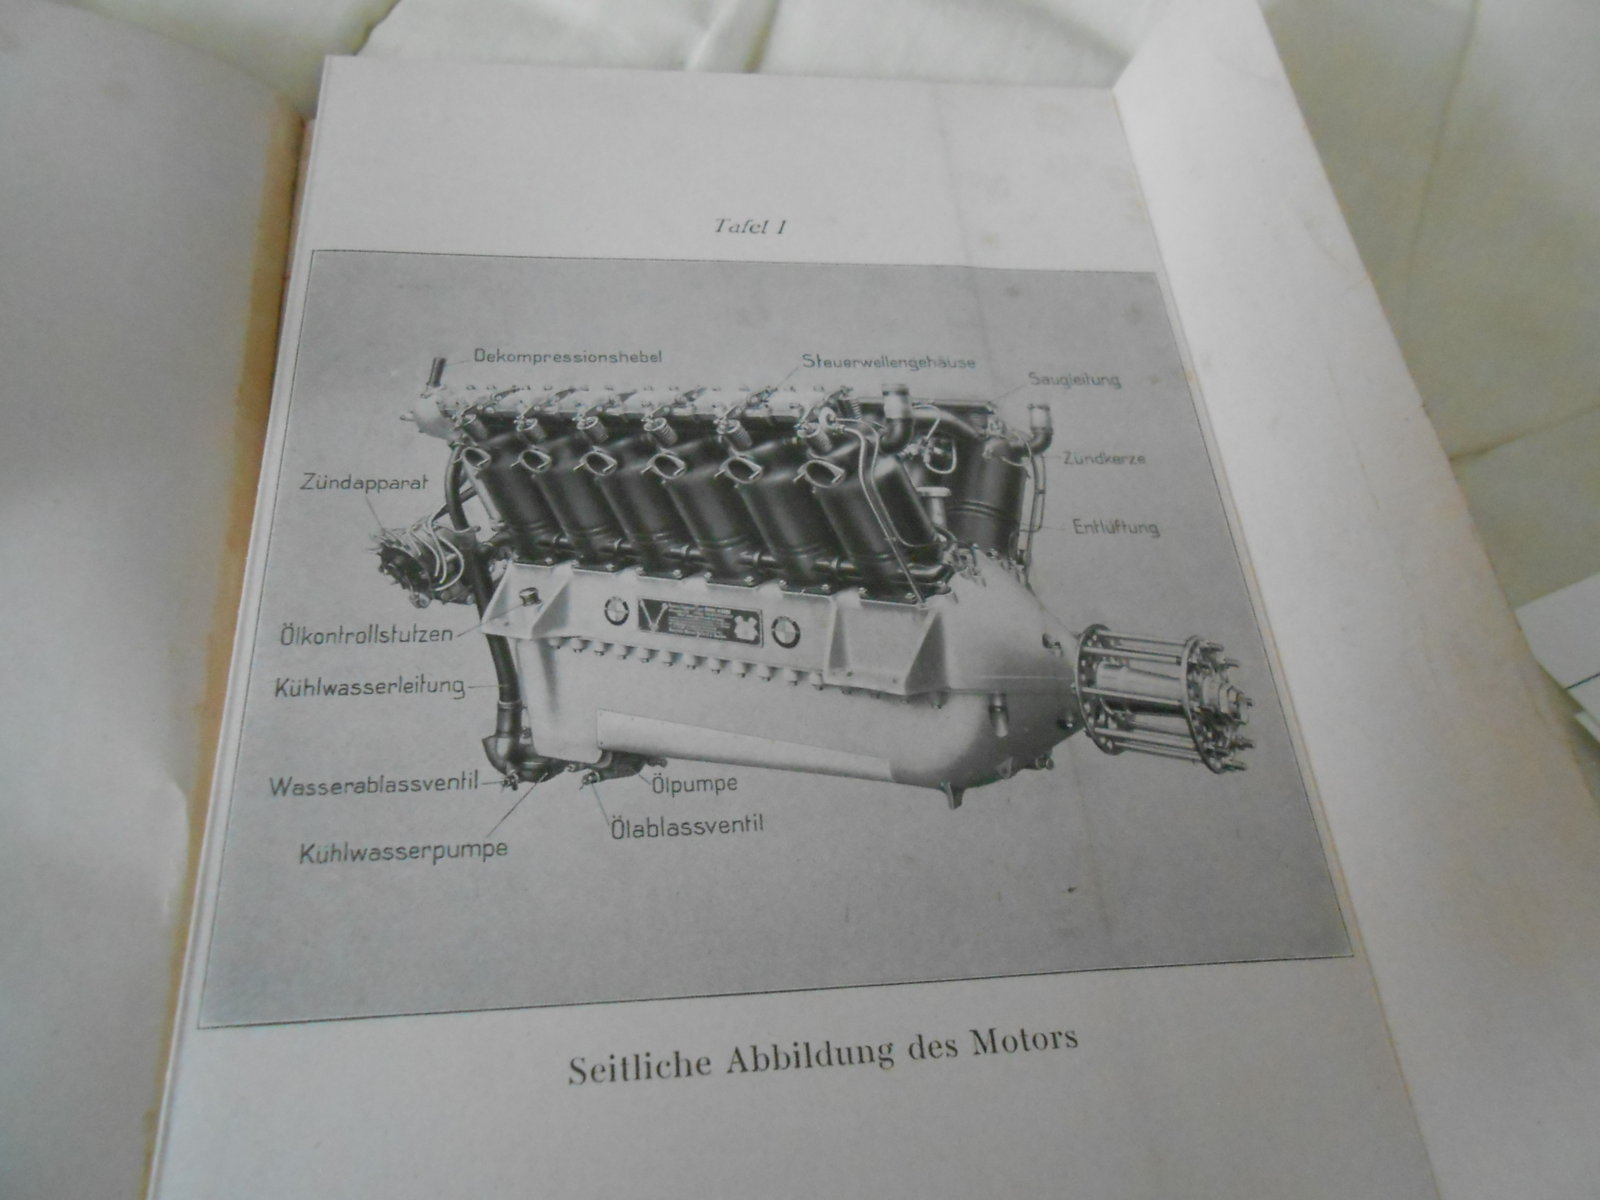 Tafel I
Dekompressionshebel
Steuerwellengehäuse
Saugleitung
Zündkerze
Zündapparat
Entlüftung
Ölkontrollstutzen
Kühlwasserleitung
Wasserablassventil
Ölpumpe
Ölablassventil
Kühlwasserpumpe
Seitliche Abbildung des Motors